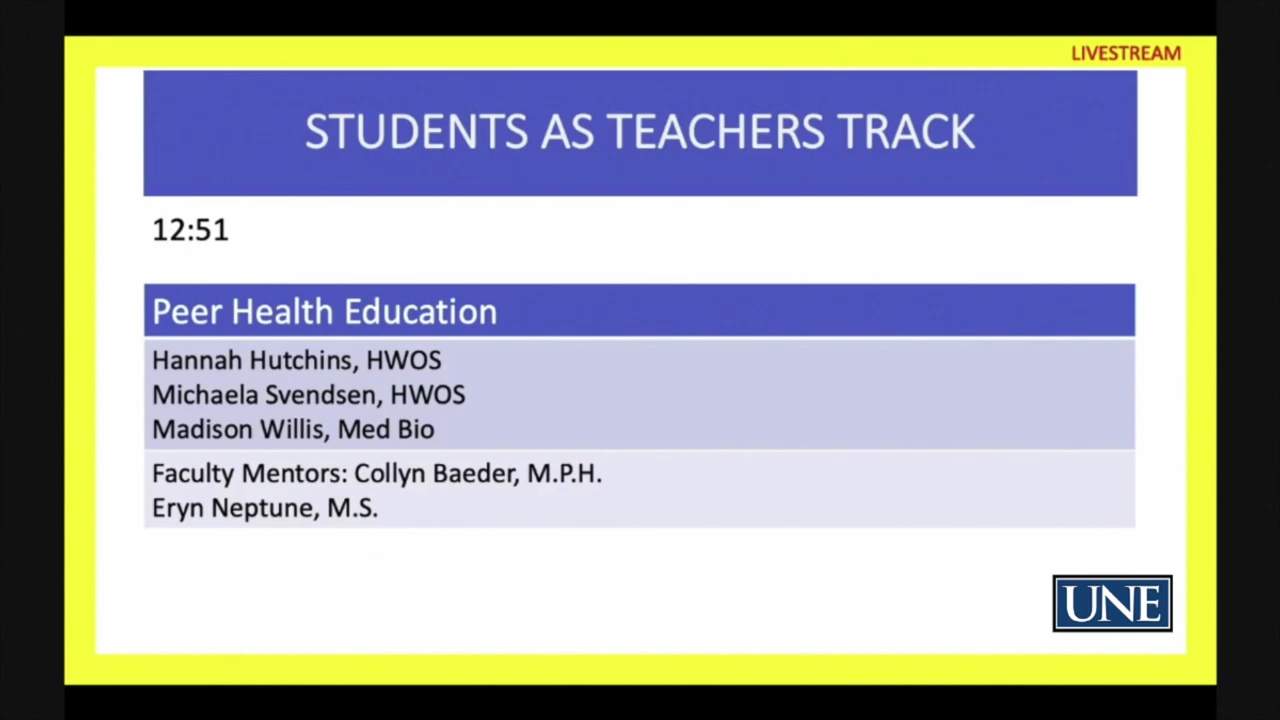 LIVESTREAM
STUDENTS AS TEACHERS TRACK
12:51
Peer Health Education
Hannah Hutchins, HWOS
Michaela Svendsen, HWOS
Madison Willis, Med Bio
Faculty Mentors: Collyn Baeder, M.P.H.
Eryn Neptune, M.S.
UNE